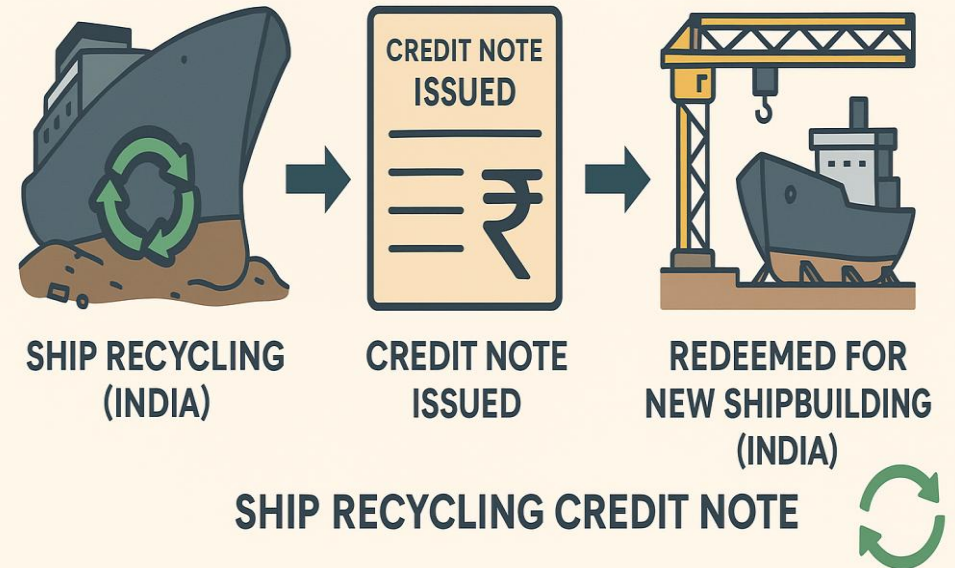 CREDIT NOTE
ISSUED
₹
SHIP RECYCLING
(INDIA)
CREDIT NOTE
ISSUED
REDEEMED FOR
NEW SHIPBUILDING
(INDIA)
SHIP RECYCLING CREDIT NOTE